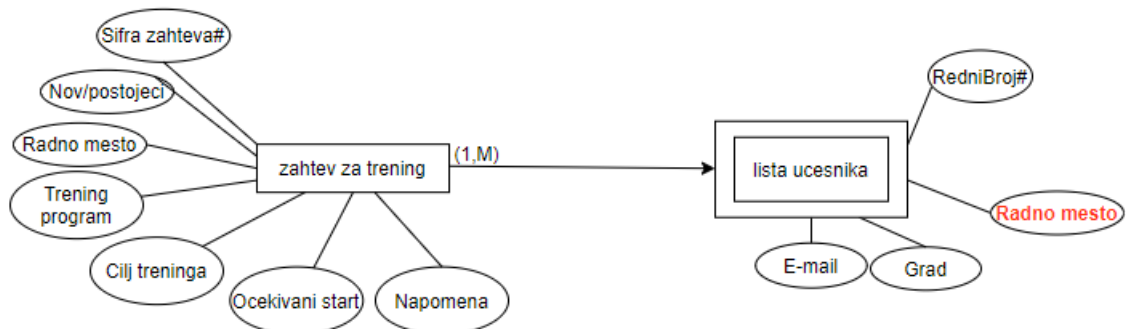 Sifra zahteva#
Nov/postojeci
Radno mesto
Trening
program
Cilj treninga
Ocekivani start
Napomena
zahtev za trening
(1,M)
lista ucesnika
RedniBroj#
Radno mesto
E-mail
Grad